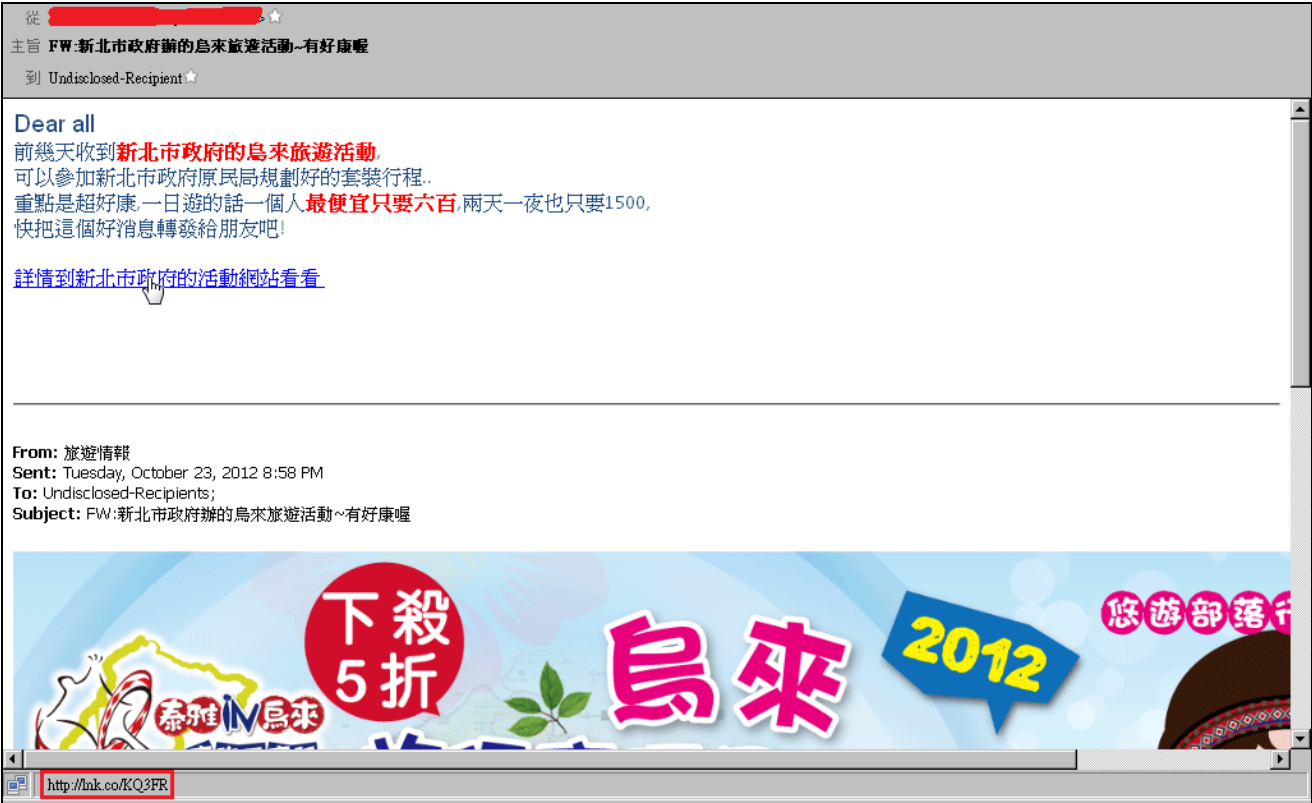 從
主旨 FW:新北市政府辦的烏來旅遊活動~有好康喔
到 Undisclosed-Recipient
Dear all
前幾天收到新北市政府的烏來旅遊活動,
可以參加新北市政府原民局規劃好的套裝行程..
重點是超好康,一日遊的話一個人最便宜只要六百,兩天一夜也只要1500,
快把這個好消息轉發給朋友吧!
詳情到新北市政府的活動網站看看
From: 旅遊情報
Sent: Tuesday, October 23, 2012 8:58 PM
To: Undisclosed-Recipients;
Subject: FW:新北市政府辦的烏來旅遊活動~有好康喔
下殺
5折
烏來
2012
悠遊部落行
泰雅iN烏來
http://lnk.co/KQ3FR